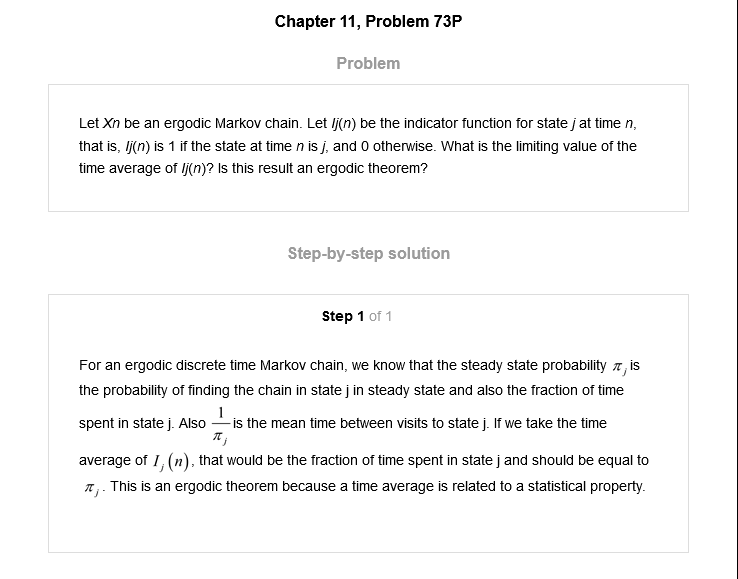 Chapter 11, Problem 73P
Problem
Let Xn be an ergodic Markov chain. Let Ij(n) be the indicator function for state j at time n,
that is, Ij(n) is 1 if the state at time n is j, and 0 otherwise. What is the limiting value of the
time average of Ij(n)? Is this result an ergodic theorem?
Step-by-step solution
Step 1 of 1
For an ergodic discrete time Markov chain, we know that the steady state probability π_j is
the probability of finding the chain in state j in steady state and also the fraction of time
spent in state j. Also 1/π_j is the mean time between visits to state j. If we take the time
average of I_j(n), that would be the fraction of time spent in state j and should be equal to
π_j. This is an ergodic theorem because a time average is related to a statistical property.